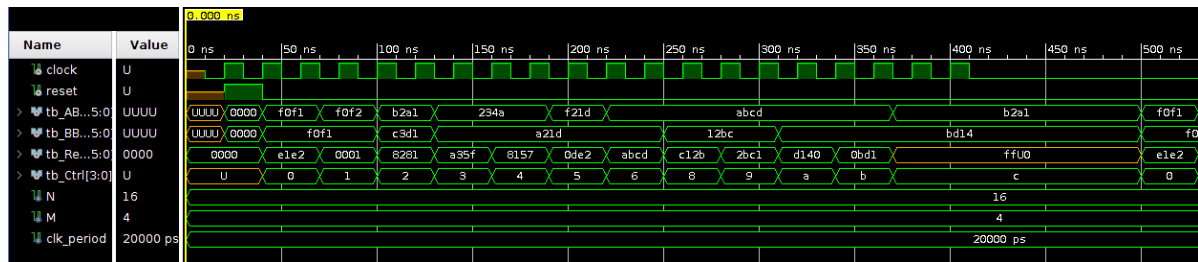 0.000 ns
Name Value
0 ns 50 ns 100 ns 150 ns 200 ns 250 ns 300 ns 350 ns 400 ns 450 ns 500 ns
clock U
reset U
tb_AB...5:0] UUUU UUUU 0000 f0f1 f0f2 b2a1 234a f21d abcd b2a1 f0f1
tb_BB...5:0] UUUU UUUU 0000 f0f1 c3d1 a21d 12bc bd14 f0
tb_Re...5:0] 0000 0000 e1e2 0001 8281 a35f 8157 0de2 abcd c12b 2bc1 d140 0bd1 ffU0 e1e2
tb_Ctrl[3:0] U U 0 1 2 3 4 5 6 8 9 a b c 0
N 16 16
M 4 4
clk_period 20000 ps 20000 ps